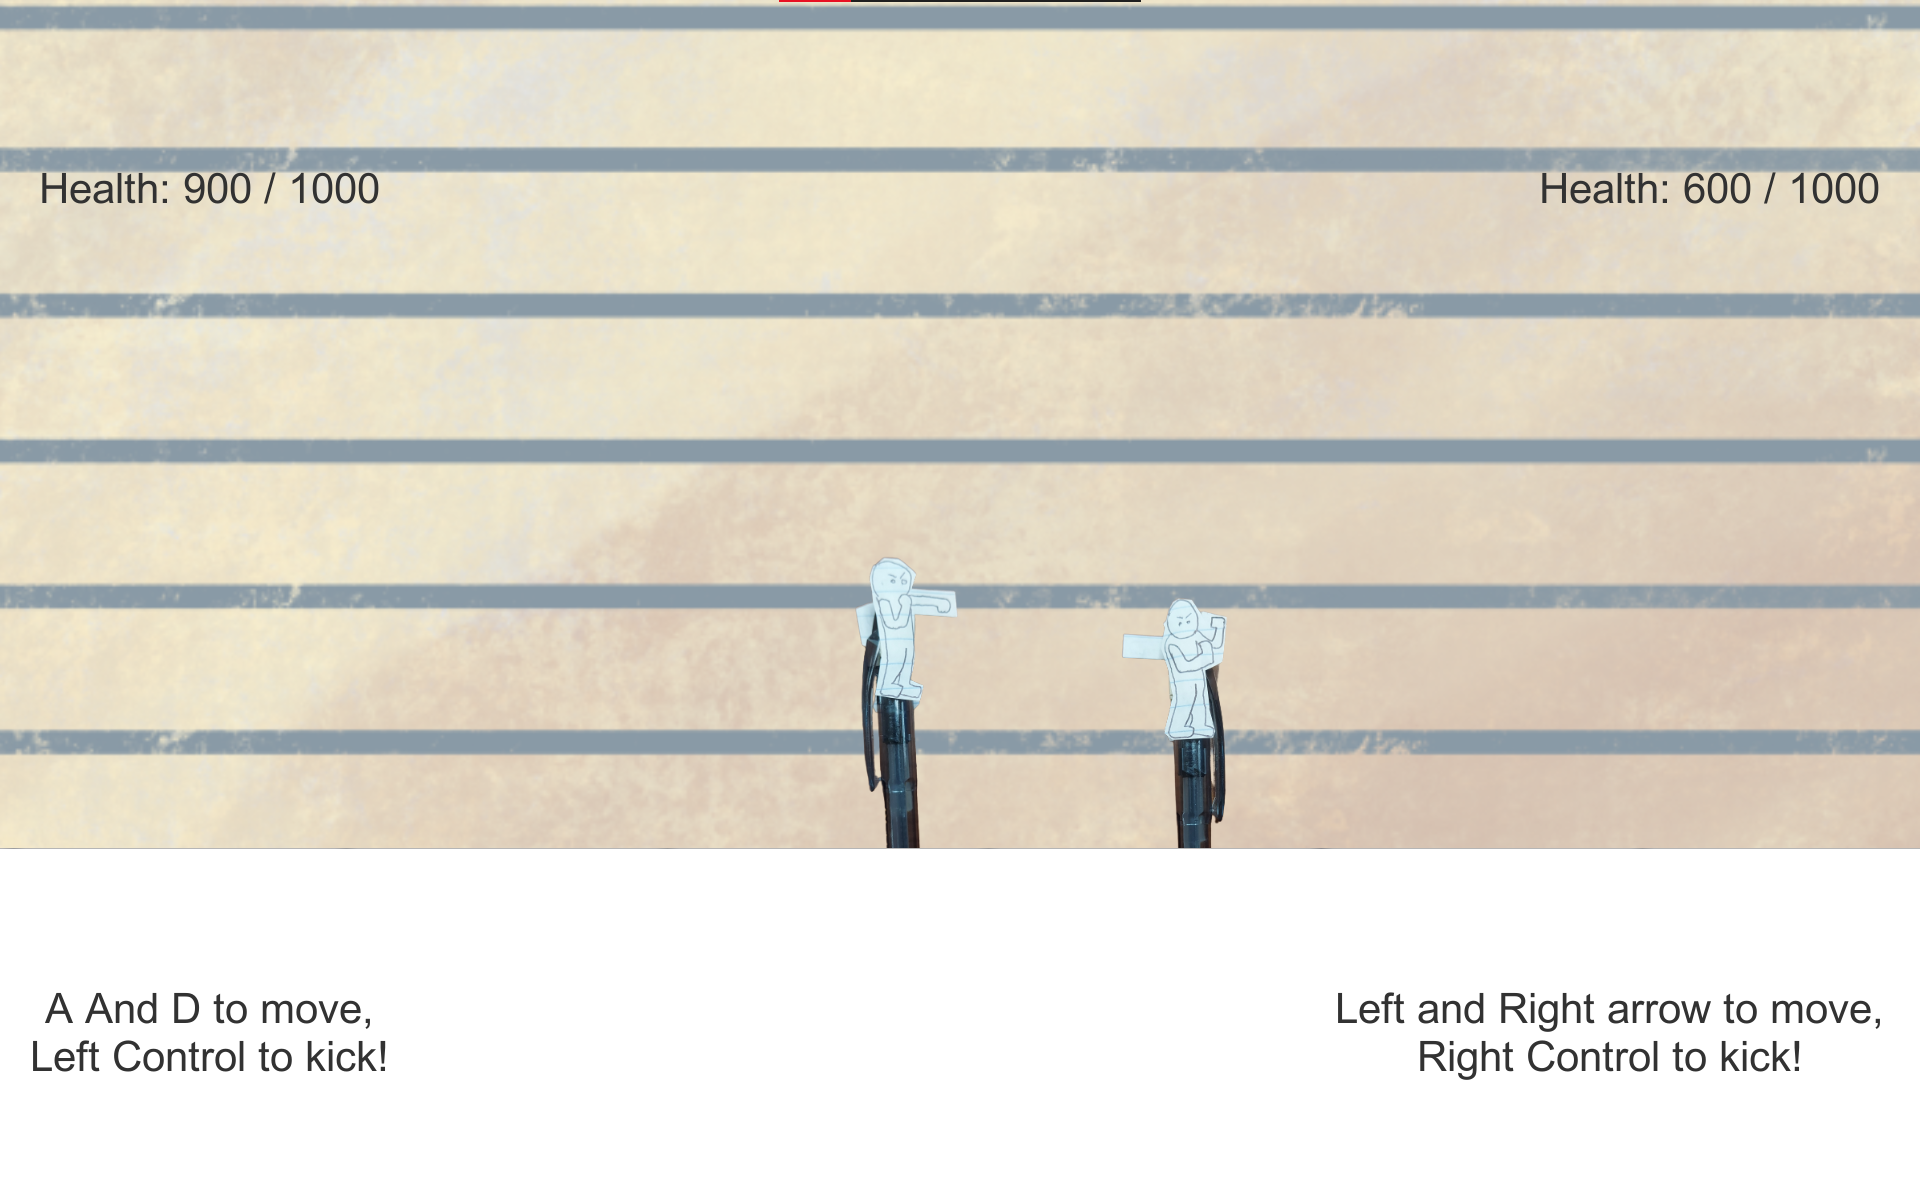 Health: 900 / 1000
Health: 600 / 1000
A And D to move,
Left Control to kick!
Left and Right arrow to move,
Right Control to kick!